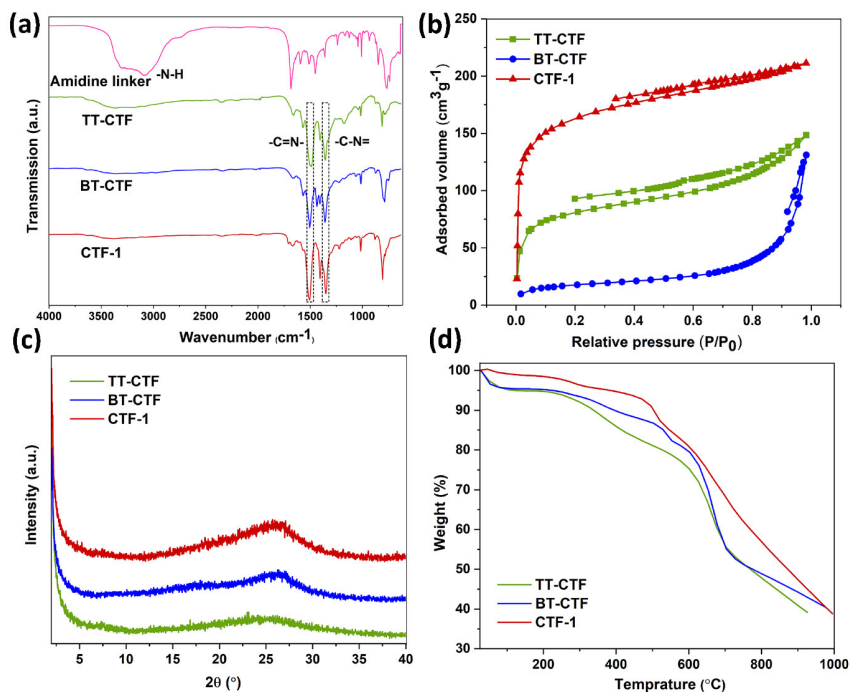 (a)
Amidine linker
-N-H
TT-CTF
-C=N-
-C-N=
BT-CTF
CTF-1
Transmission (a.u.)
4000 3500 3000 2500 2000 1500 1000
Wavenumber (cm-1)
(b)
TT-CTF
BT-CTF
CTF-1
Adsorbed volume (cm3g-1)
250
200
150
100
50
0
0.0 0.2 0.4 0.6 0.8 1.0
Relative pressure (P/P0)
(c)
TT-CTF
BT-CTF
CTF-1
Intensity (a.u.)
5 10 15 20 25 30 35 40
2θ (°)
(d)
Weight (%)
100
90
80
70
60
50
40
30
TT-CTF
BT-CTF
CTF-1
200 400 600 800 1000
Temprature (°C)